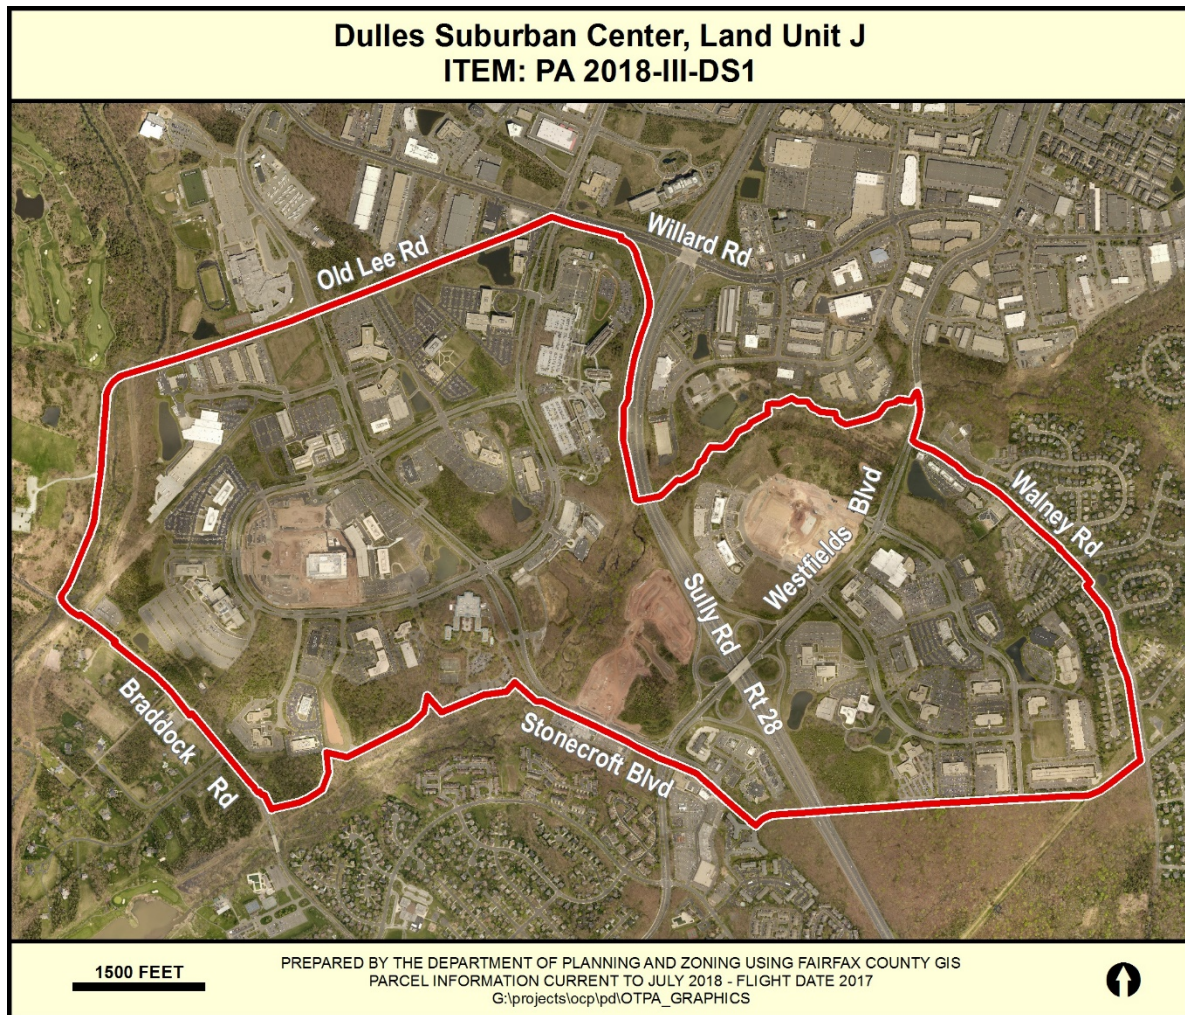 Dulles Suburban Center, Land Unit J
ITEM: PA 2018-III-DS1
Willard Rd
Old Lee Rd
Westfields Blvd
Walney Rd
Sully Rd
Rt 28
Braddock Rd
Stonecroft Blvd
1500 FEET
PREPARED BY THE DEPARTMENT OF PLANNING AND ZONING USING FAIRFAX COUNTY GIS
PARCEL INFORMATION CURRENT TO JULY 2018 - FLIGHT DATE 2017
G:\projects\ocp\pd\OTPA_GRAPHICS